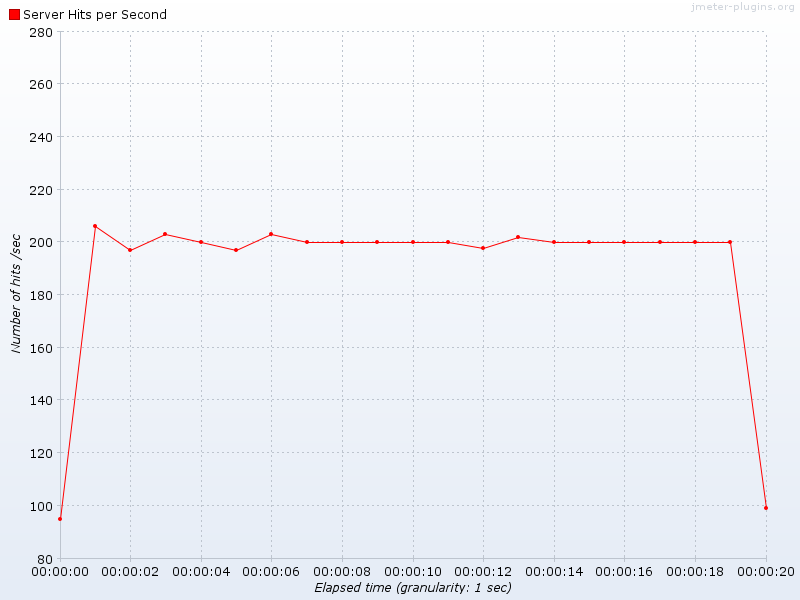 jmeter-plugins.org
Server Hits per Second
280
260
240
220
200
180
160
140
120
100
80
Number of hits /sec
00:00:00 00:00:02 00:00:04 00:00:06 00:00:08 00:00:10 00:00:12 00:00:14 00:00:16 00:00:18 00:00:20
Elapsed time (granularity: 1 sec)